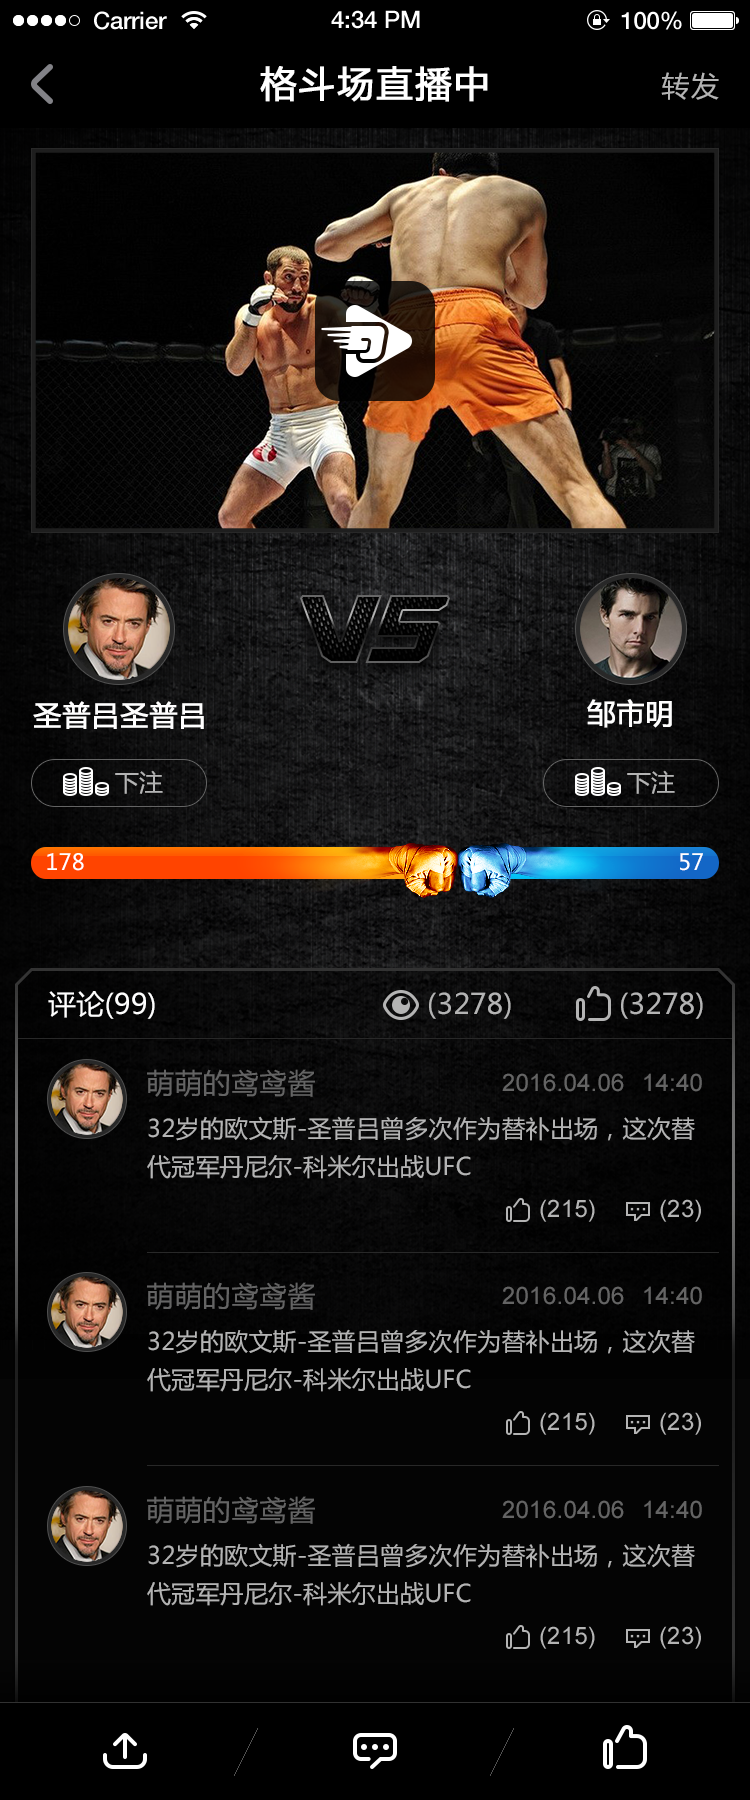 Carrier
4:34 PM
100%
格斗场直播中
转发
VS
圣普吕圣普吕
邹市明
下注
下注
178
57
评论(99)
(3278)
(3278)
萌萌的鸢鸢酱
2016.04.06 14:40
32岁的欧文斯-圣普吕曾多次作为替补出场，这次替
代冠军丹尼尔-科米尔出战UFC
(215)
(23)
萌萌的鸢鸢酱
2016.04.06 14:40
32岁的欧文斯-圣普吕曾多次作为替补出场，这次替
代冠军丹尼尔-科米尔出战UFC
(215)
(23)
萌萌的鸢鸢酱
2016.04.06 14:40
32岁的欧文斯-圣普吕曾多次作为替补出场，这次替
代冠军丹尼尔-科米尔出战UFC
(215)
(23)